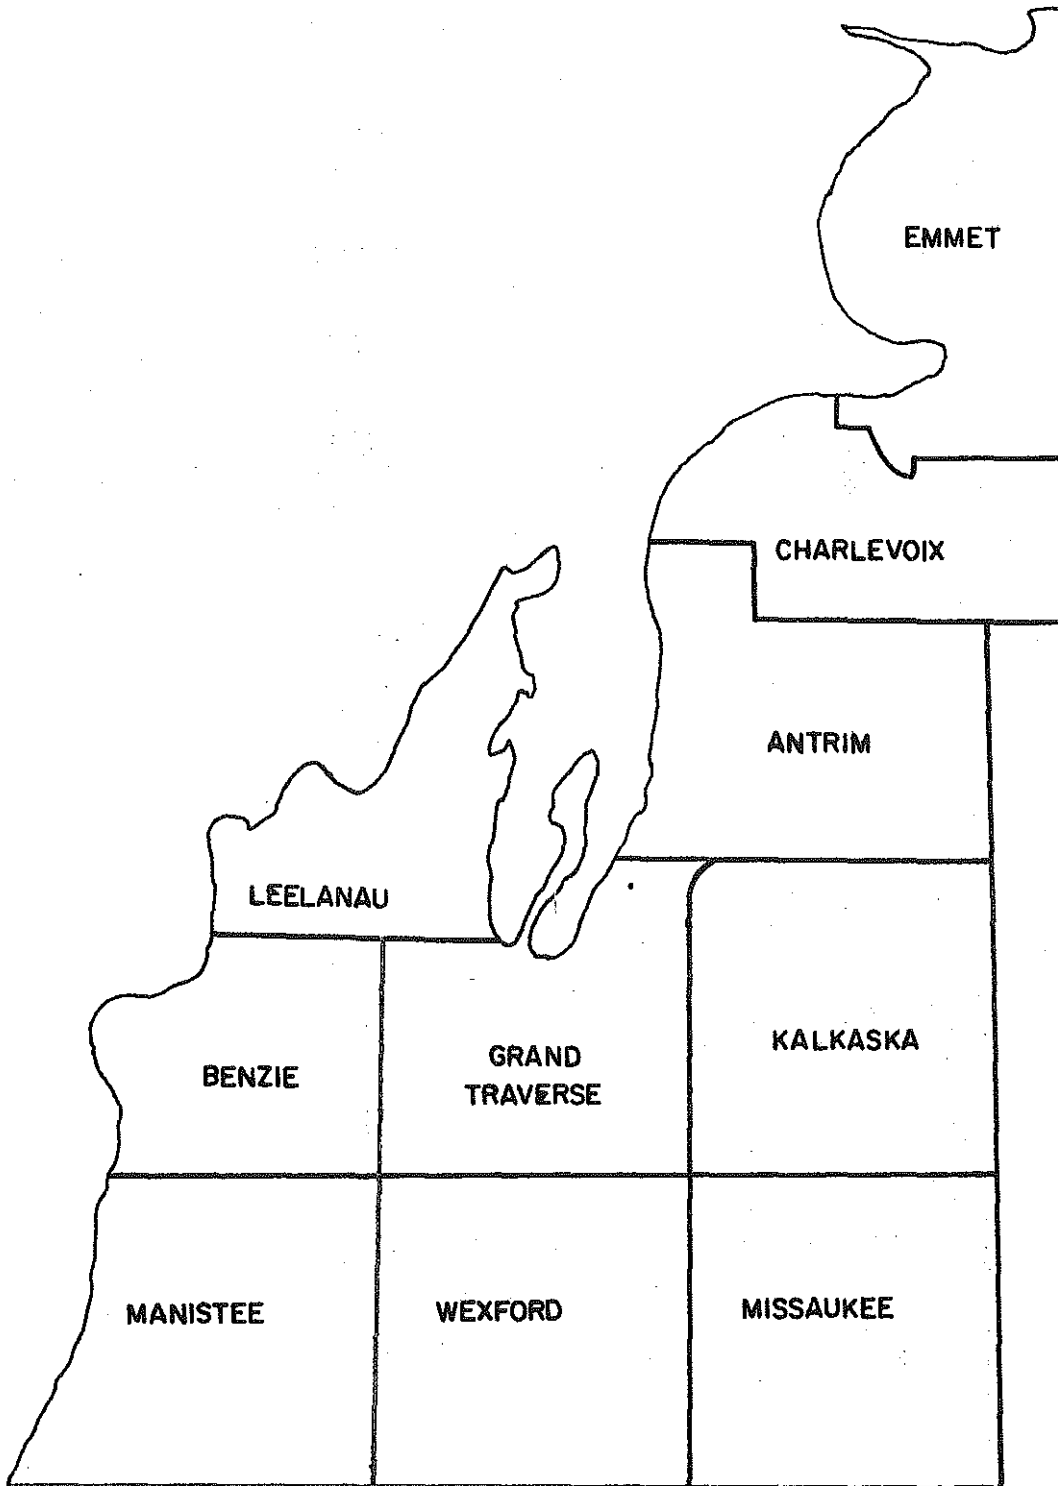 EMMET
CHARLEVOIX
ANTRIM
LEELANAU
KALKASKA
GRAND
TRAVERSE
BENZIE
MANISTEE
WEXFORD
MISSAUKEE